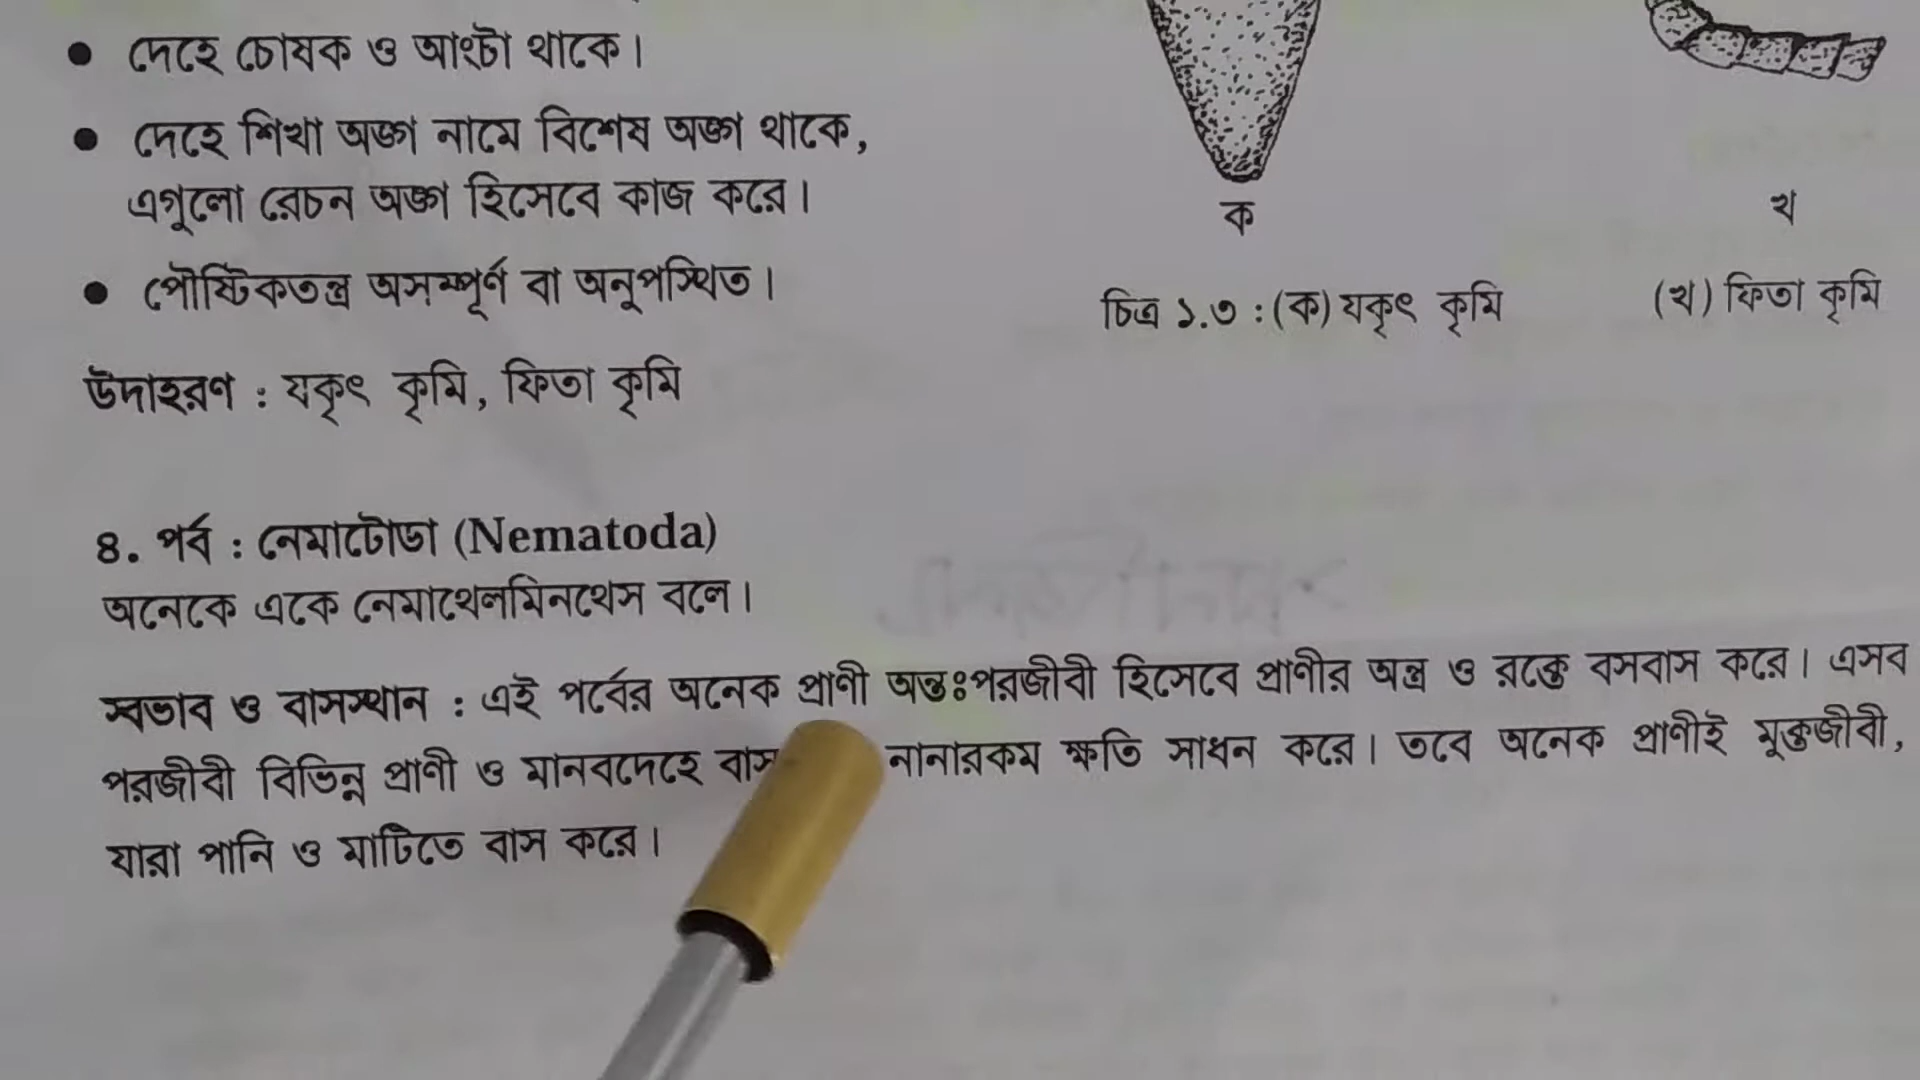 • দেহে চোষক ও আংটা থাকে।
• দেহে শিখা অঙ্গ নামে বিশেষ অঙ্গ থাকে,
এগুলো রেচন অঙ্গ হিসেবে কাজ করে।
• পৌষ্টিকতন্ত্র অসম্পূর্ণ বা অনুপস্থিত।
উদাহরণ : যকৃৎ কৃমি, ফিতা কৃমি
ক
খ
চিত্র ১.৩ : (ক) যকৃৎ কৃমি (খ) ফিতা কৃমি
৪. পর্ব : নেমাটোডা (Nematoda)
অনেকে একে নেমাথেলমিনথেস বলে।
স্বভাব ও বাসস্থান : এই পর্বের অনেক প্রাণী অন্তঃপরজীবী হিসেবে প্রাণীর অন্ত্র ও রক্তে বসবাস করে। এসব
পরজীবী বিভিন্ন প্রাণী ও মানবদেহে বাস নানারকম ক্ষতি সাধন করে। তবে অনেক প্রাণীই মুক্তজীবী,
যারা পানি ও মাটিতে বাস করে।